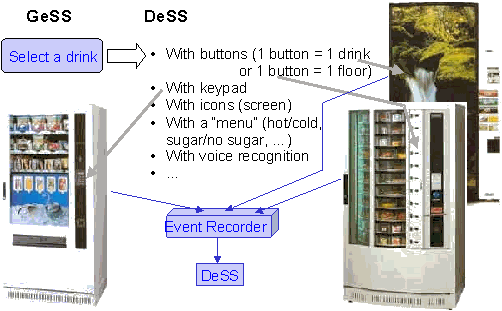 GeSS
DeSS
Select a drink
• With buttons (1 button = 1 drink
or 1 button = 1 floor)
• With keypad
• With icons (screen)
• With a "menu" (hot/cold,
sugar/no sugar, ...)
• With voice recognition
• ...
Event Recorder
DeSS